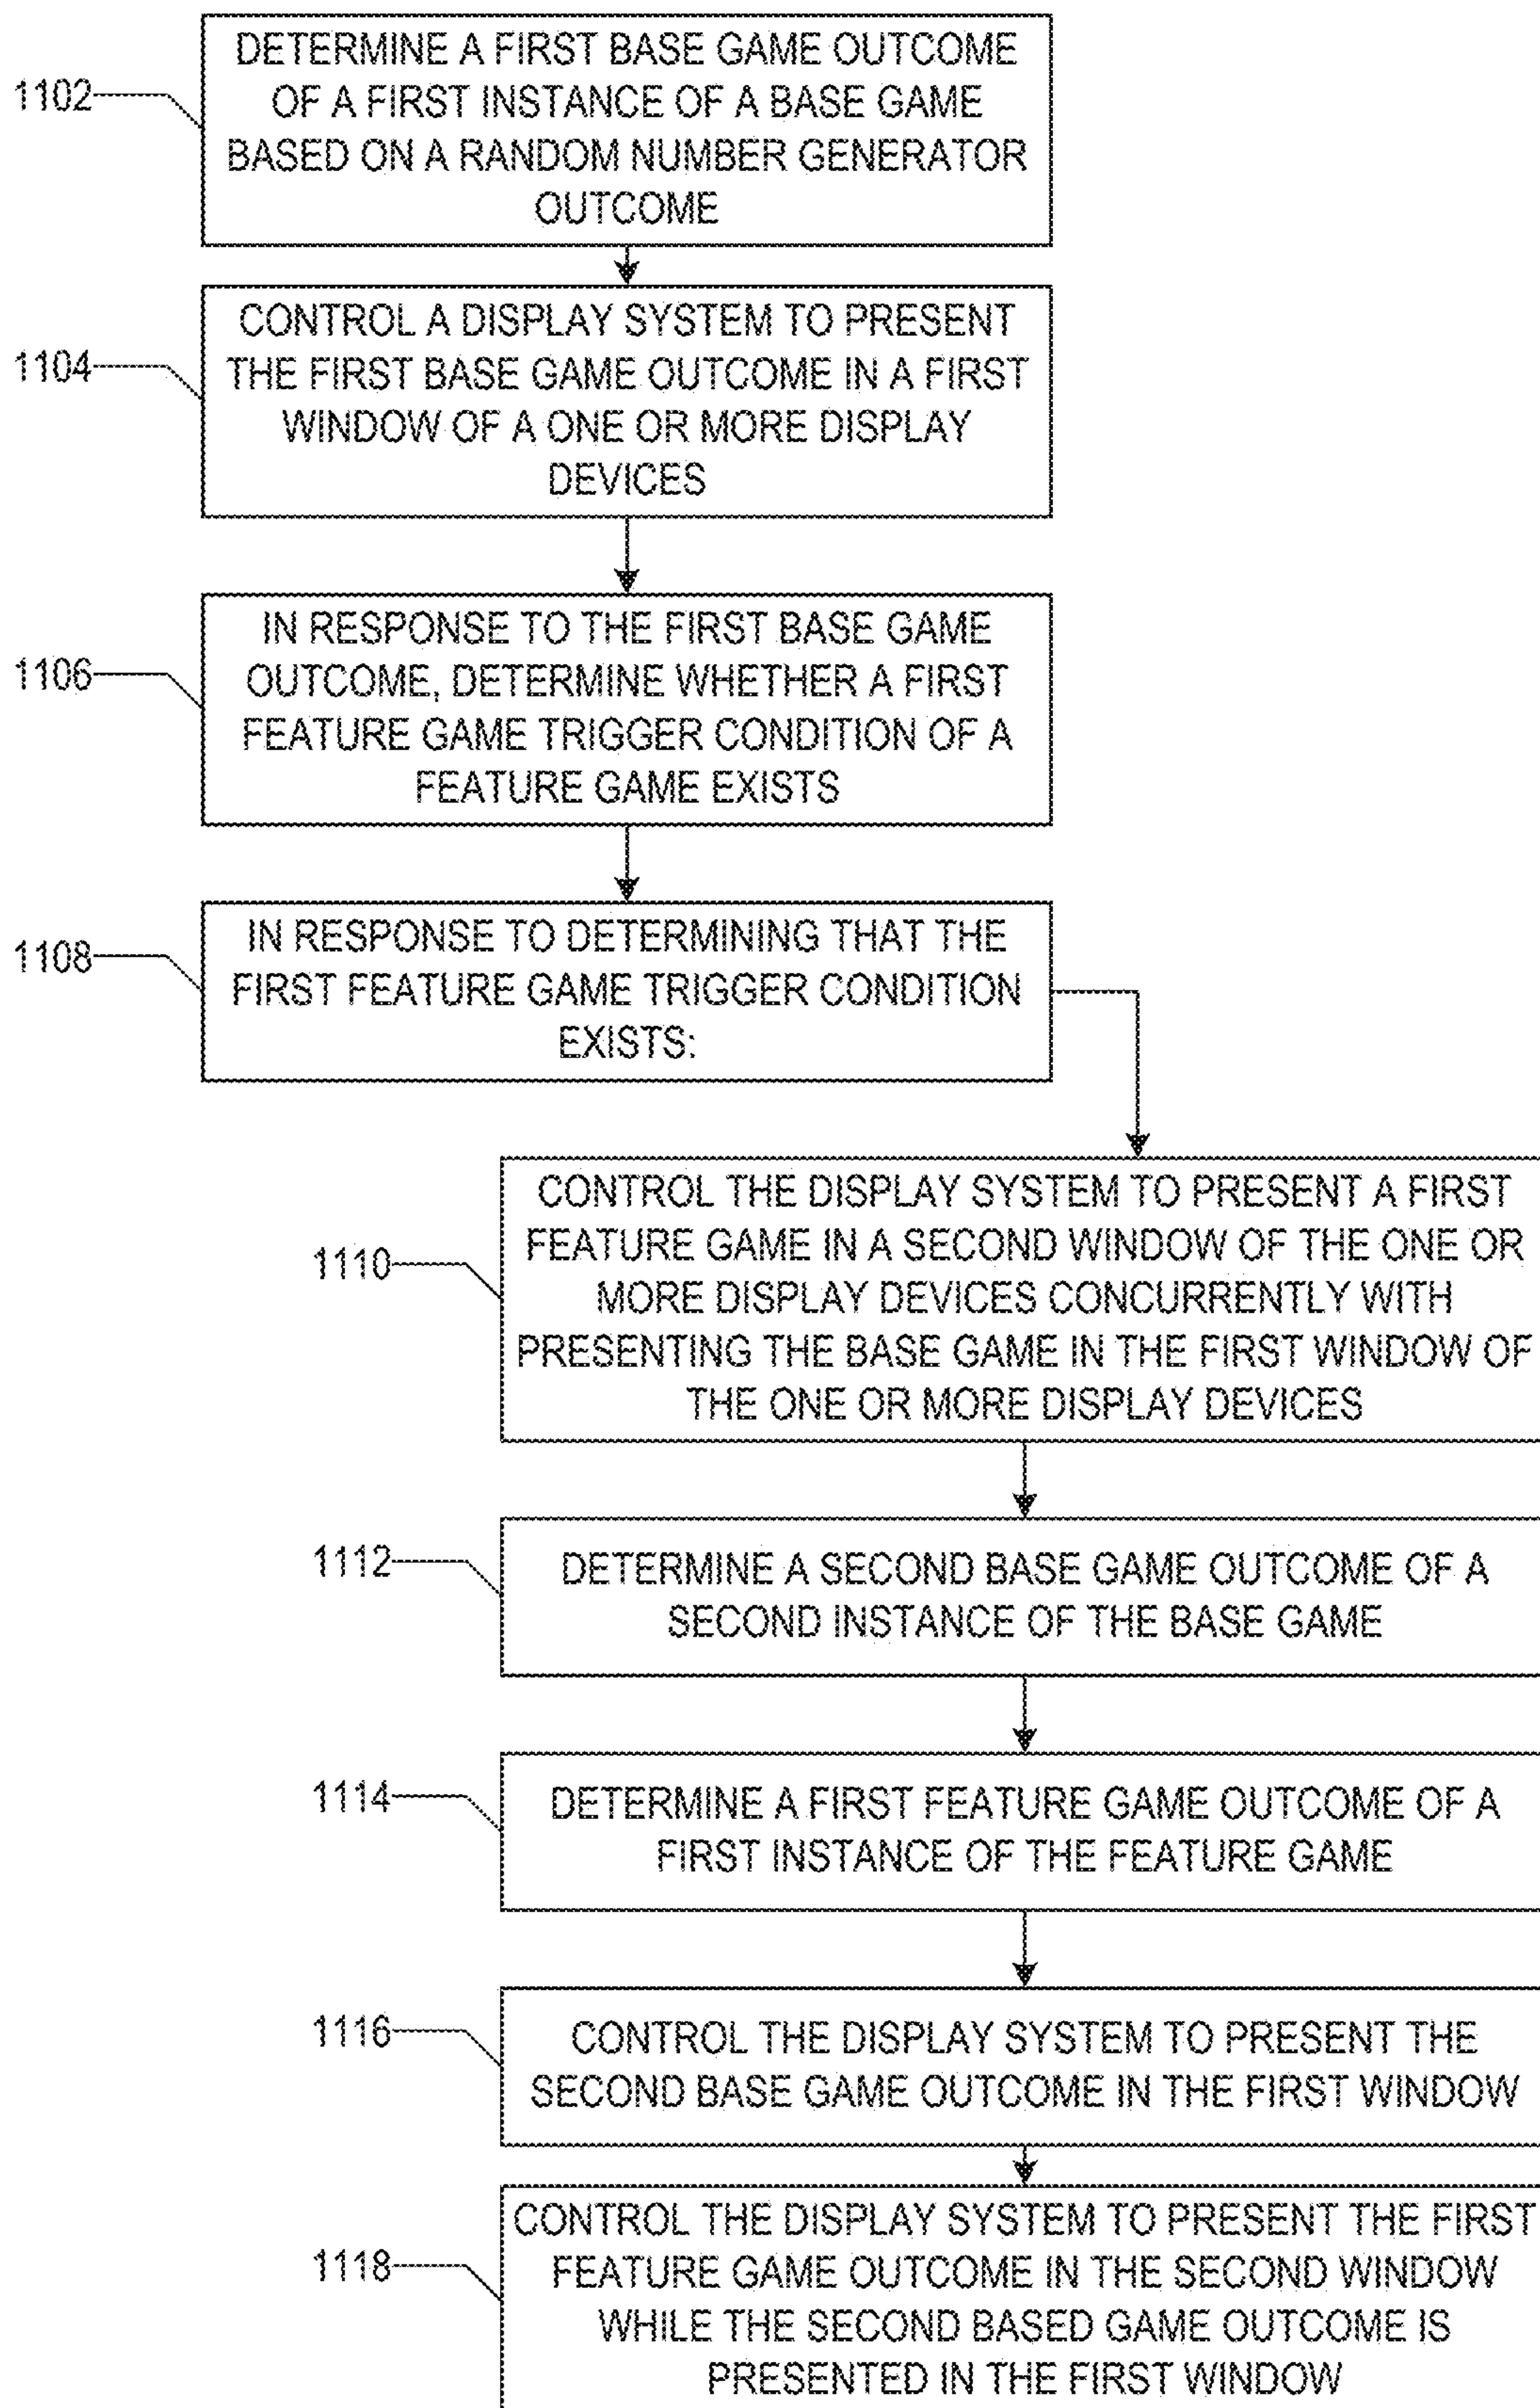 1102
DETERMINE A FIRST BASE GAME OUTCOME
OF A FIRST INSTANCE OF A BASE GAME
BASED ON A RANDOM NUMBER GENERATOR
OUTCOME
1104
CONTROL A DISPLAY SYSTEM TO PRESENT
THE FIRST BASE GAME OUTCOME IN A FIRST
WINDOW OF A ONE OR MORE DISPLAY
DEVICES
1106
IN RESPONSE TO THE FIRST BASE GAME
OUTCOME, DETERMINE WHETHER A FIRST
FEATURE GAME TRIGGER CONDITION OF A
FEATURE GAME EXISTS
1108
IN RESPONSE TO DETERMINING THAT THE
FIRST FEATURE GAME TRIGGER CONDITION
EXISTS:
1110
CONTROL THE DISPLAY SYSTEM TO PRESENT A FIRST
FEATURE GAME IN A SECOND WINDOW OF THE ONE OR
MORE DISPLAY DEVICES CONCURRENTLY WITH
PRESENTING THE BASE GAME IN THE FIRST WINDOW OF
THE ONE OR MORE DISPLAY DEVICES
1112
DETERMINE A SECOND BASE GAME OUTCOME OF A
SECOND INSTANCE OF THE BASE GAME
1114
DETERMINE A FIRST FEATURE GAME OUTCOME OF A
FIRST INSTANCE OF THE FEATURE GAME
1116
CONTROL THE DISPLAY SYSTEM TO PRESENT THE
SECOND BASE GAME OUTCOME IN THE FIRST WINDOW
1118
CONTROL THE DISPLAY SYSTEM TO PRESENT THE FIRST
FEATURE GAME OUTCOME IN THE SECOND WINDOW
WHILE THE SECOND BASED GAME OUTCOME IS
PRESENTED IN THE FIRST WINDOW